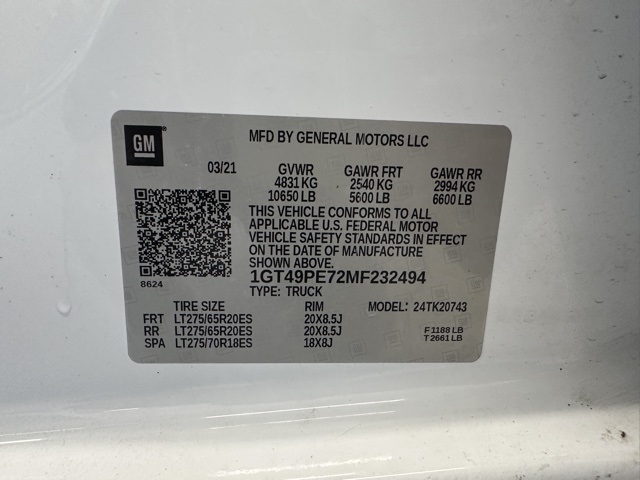 GM ®
MFD BY GENERAL MOTORS LLC
03/21 GVWR GAWR FRT GAWR RR
4831 KG 2540 KG 2994 KG
10650 LB 5600 LB 6600 LB
THIS VEHICLE CONFORMS TO ALL
APPLICABLE U.S. FEDERAL MOTOR
VEHICLE SAFETY STANDARDS IN EFFECT
ON THE DATE OF MANUFACTURE
SHOWN ABOVE.
8624
1GT49PE72MF232494
TYPE: TRUCK
TIRE SIZE RIM MODEL: 24TK20743
FRT LT275/65R20ES 20X8.5J F1188 LB
RR LT275/65R20ES 20X8.5J T2661 LB
SPA LT275/70R18ES 18X8J